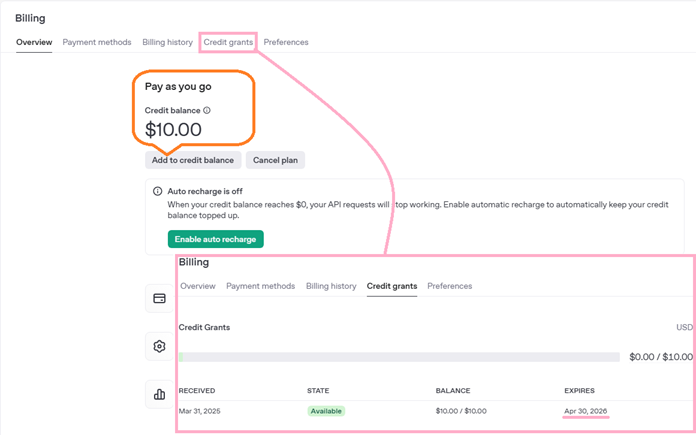 Billing
Overview Payment methods Billing history Credit grants Preferences
Pay as you go
Credit balance
$10.00
Add to credit balance Cancel plan
Auto recharge is off
When your credit balance reaches $0, your API requests will stop working. Enable automatic recharge to automatically keep your credit
balance topped up.
Enable auto recharge
Billing
Overview Payment methods Billing history Credit grants Preferences
Credit Grants USD
$0.00 / $10.00
RECEIVED STATE BALANCE EXPIRES
Mar 31, 2025 Available $10.00 / $10.00 Apr 30, 2026